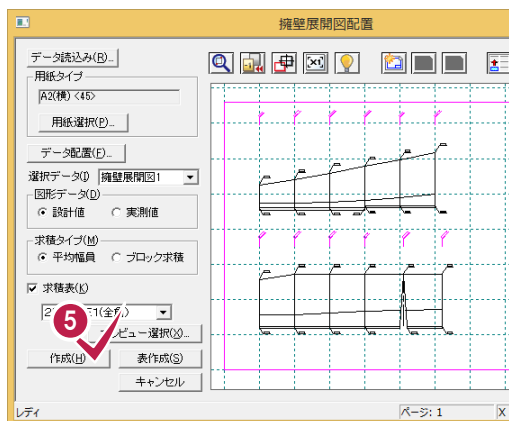 擁壁展開図配置
データ読込み(R)...
用紙タイプ
A2(横) <45>
用紙選択(P)...
データ配置(F)...
選択データ(I) 擁壁展開図1
図形データ(D)
設計値 実測値
求積タイプ(M)
平均幅員 ブロック求積
求積表(K)
5
ビュー選択(X)...
作成(H) 表作成(S)
キャンセル
レディ
ページ: 1
X